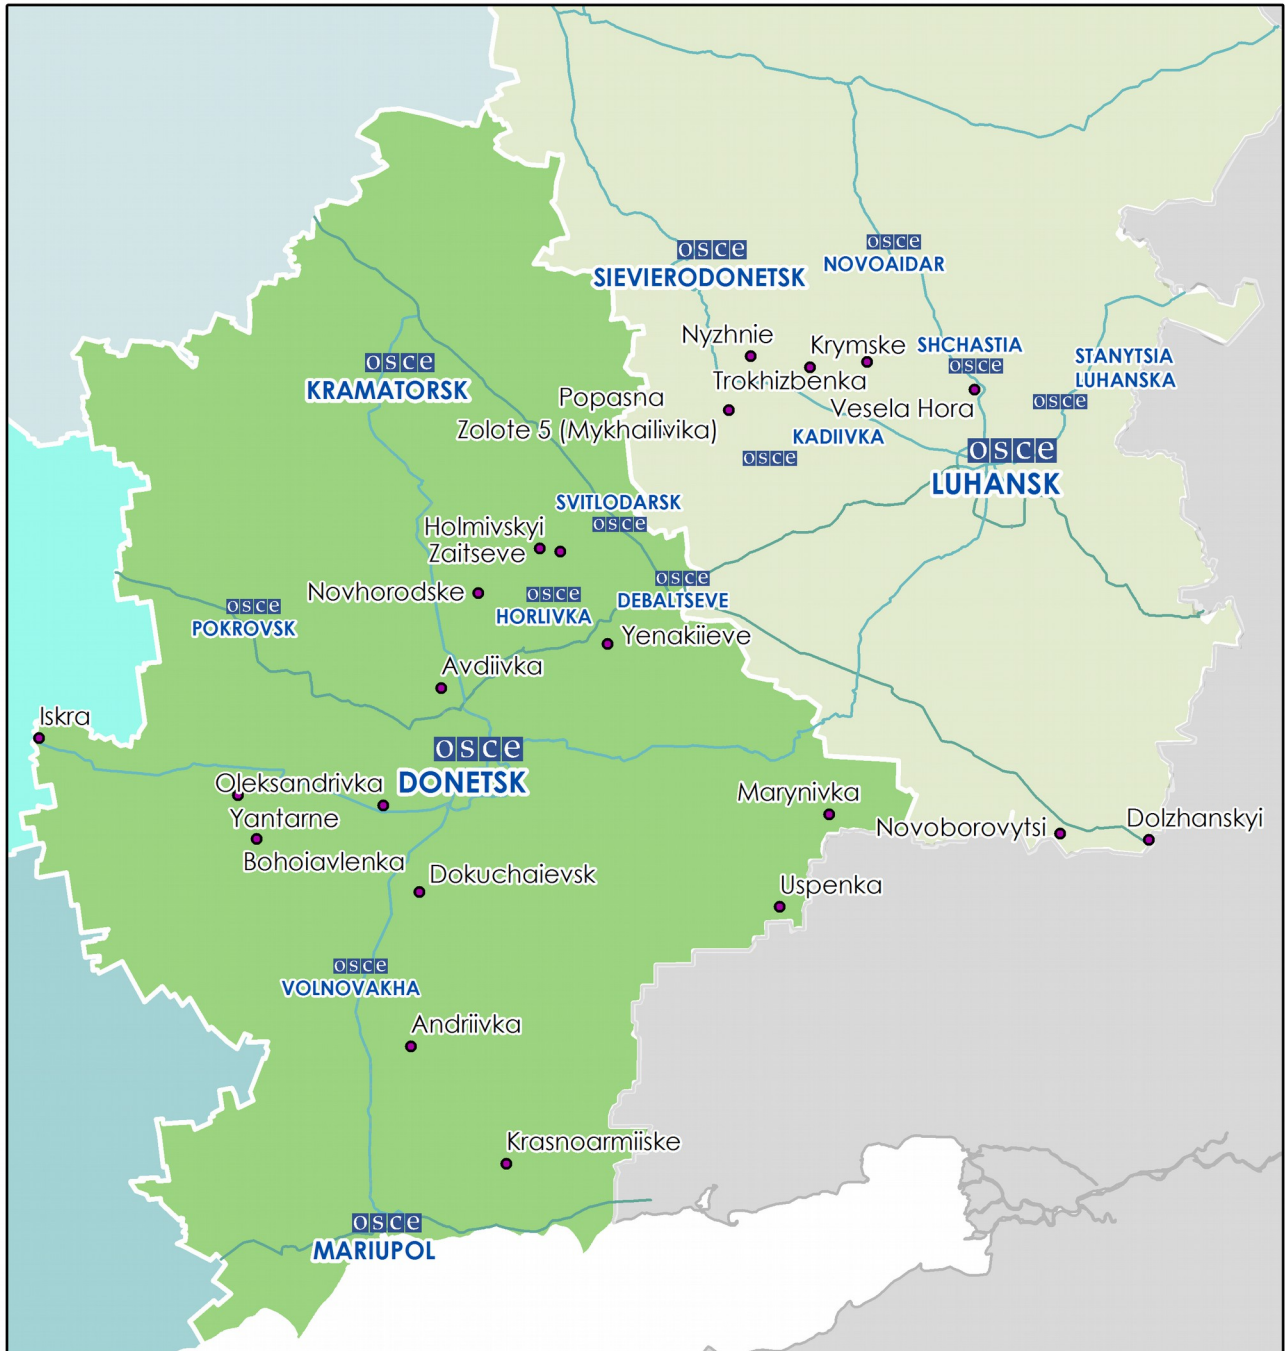 osce
SIEVIERODONETSK
osce
NOVOAIDAR
Nyzhnie
Krymske
SHCHASTIA
osce
STANYTSIA
LUHANSKA
osce
osce
KRAMATORSK
Trokhizbenka
Popasna
Vesela Hora
Zolote 5 (Mykhailivika)
KADIIVKA
osce
osce
LUHANSK
SVITLODARSK
osce
Holmivskyi
Zaitseve
Novhorodske
osce
HORLIVKA
osce
DEBALTSEVE
osce
POKROVSK
Yenakiieve
Avdiivka
Iskra
osce
DONETSK
Oleksandrivka
Yantarne
Bohoiavlenka
Marynivka
Novoborovytsi
Dolzhanskyi
Dokuchaievsk
Uspenka
osce
VOLNOVAKHA
Andriivka
Krasnoarmiiske
osce
MARIUPOL